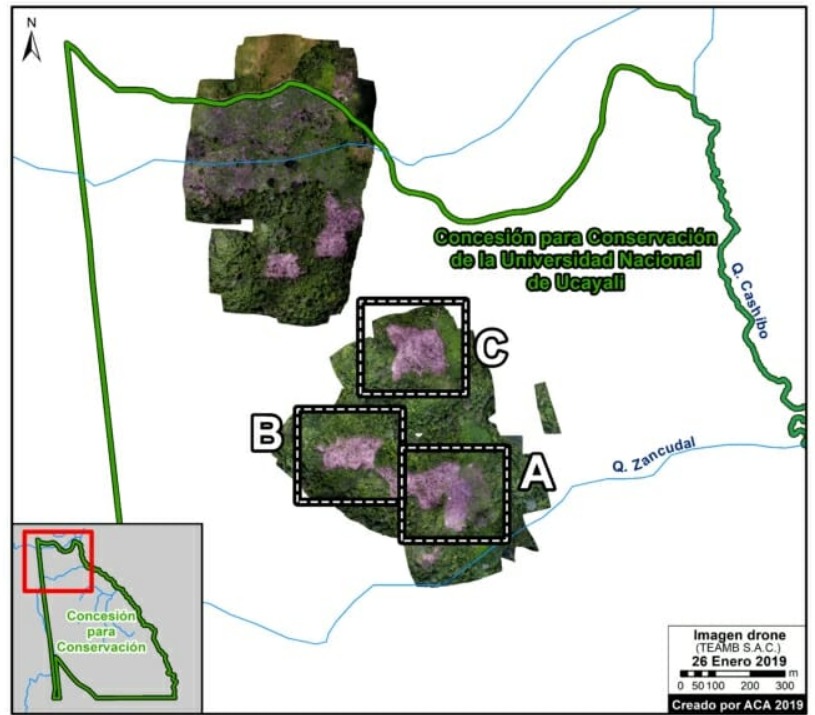 N
Concesión para Conservación
de la Universidad Nacional
de Ucayali
Q. Cashibo
C
B
A
Q. Zancudal
Concesión
para
Conservación
Imagen drone
(TEAMB S.A.C.)
26 Enero 2019
m
0 50 100 200 300
Creado por ACA 2019